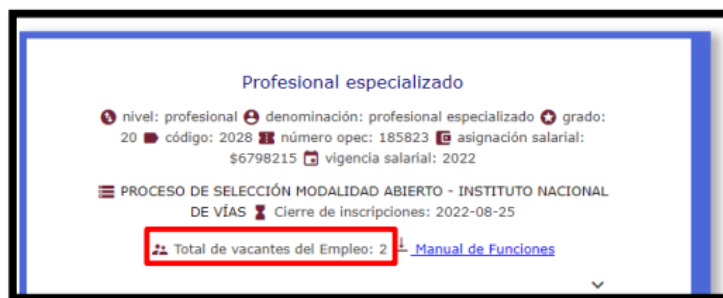 Profesional especializado
nivel: profesional denominación: profesional especializado grado:
20 código: 2028 número opec: 185823 asignación salarial:
$6798215 vigencia salarial: 2022
PROCESO DE SELECCIÓN MODALIDAD ABIERTO - INSTITUTO NACIONAL
DE VÍAS Cierre de inscripciones: 2022-08-25
Total de vacantes del Empleo: 2 Manual de Funciones